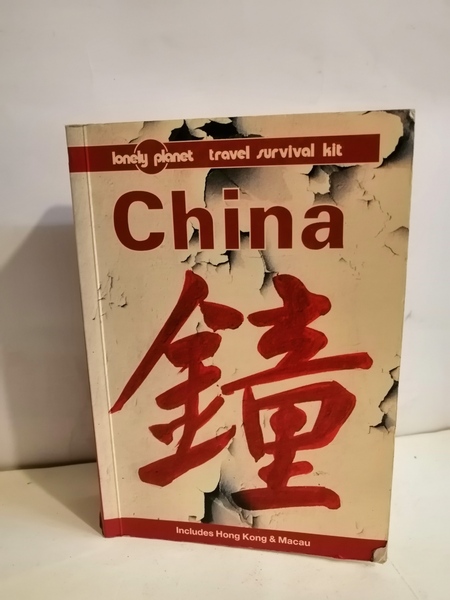 lonely planet travel survival kit
China
鐘
Includes Hong Kong & Macau